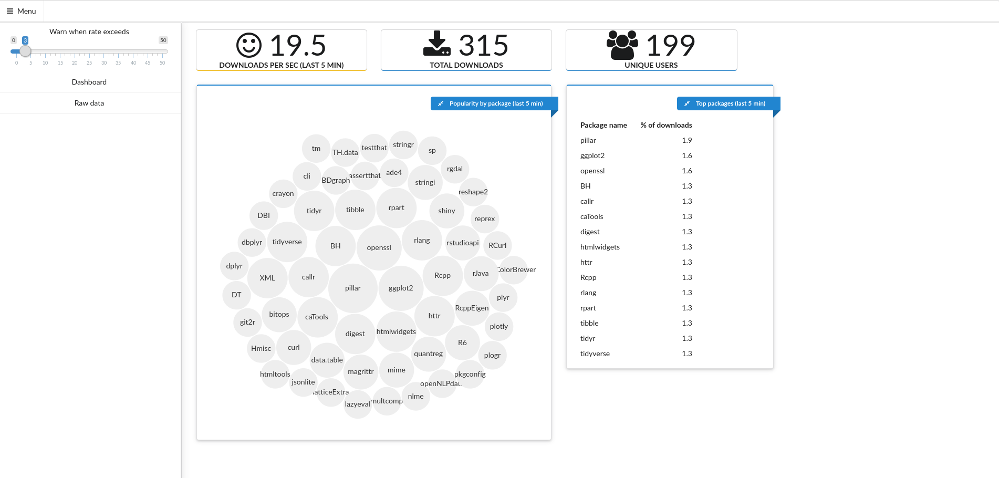 Menu
Warn when rate exceeds
0 3 50
0 5 10 15 20 25 30 35 40 45 50
Dashboard
Raw data
19.5
DOWNLOADS PER SEC (LAST 5 MIN)
315
TOTAL DOWNLOADS
199
UNIQUE USERS
Popularity by package (last 5 min)
tm
TH.data
testthat
stringr
sp
cli
BDgraph
assertthat
ade4
stringi
rgdal
crayon
reshape2
DBI
tidyr
tibble
rpart
shiny
reprex
dbplyr
tidyverse
BH
openssl
rlang
rstudioapi
RCurl
dplyr
XML
callr
pillar
ggplot2
Rcpp
rJava
ColorBrewer
DT
bitops
caTools
httr
RcppEigen
plyr
git2r
digest
htmlwidgets
plotly
Hmisc
curl
data.table
quantreg
R6
plogr
htmltools
jsonlite
magrittr
mime
openNLPdat
pkgconfig
latticeExtra
lazyeval
multcomp
nlme
Top packages (last 5 min)
Package name % of downloads
pillar 1.9
ggplot2 1.6
openssl 1.6
BH 1.3
callr 1.3
caTools 1.3
digest 1.3
htmlwidgets 1.3
httr 1.3
Rcpp 1.3
rlang 1.3
rpart 1.3
tibble 1.3
tidyr 1.3
tidyverse 1.3